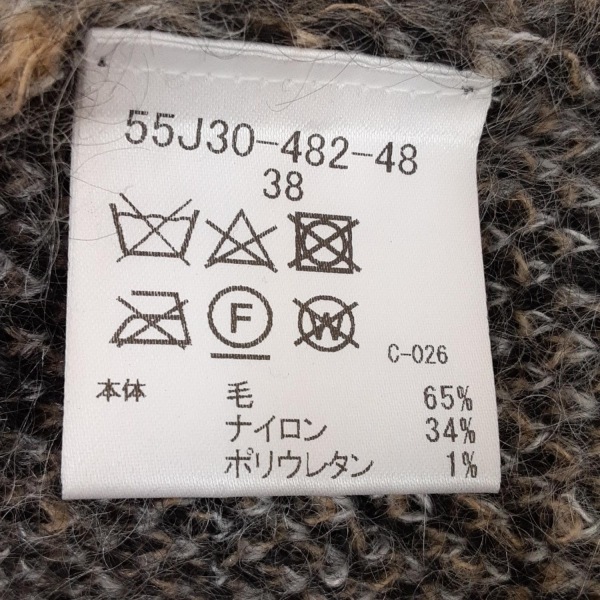 55J30-482-48
38
F W
C-026
本体 毛 65%
ナイロン 34%
ポリウレタン 1%